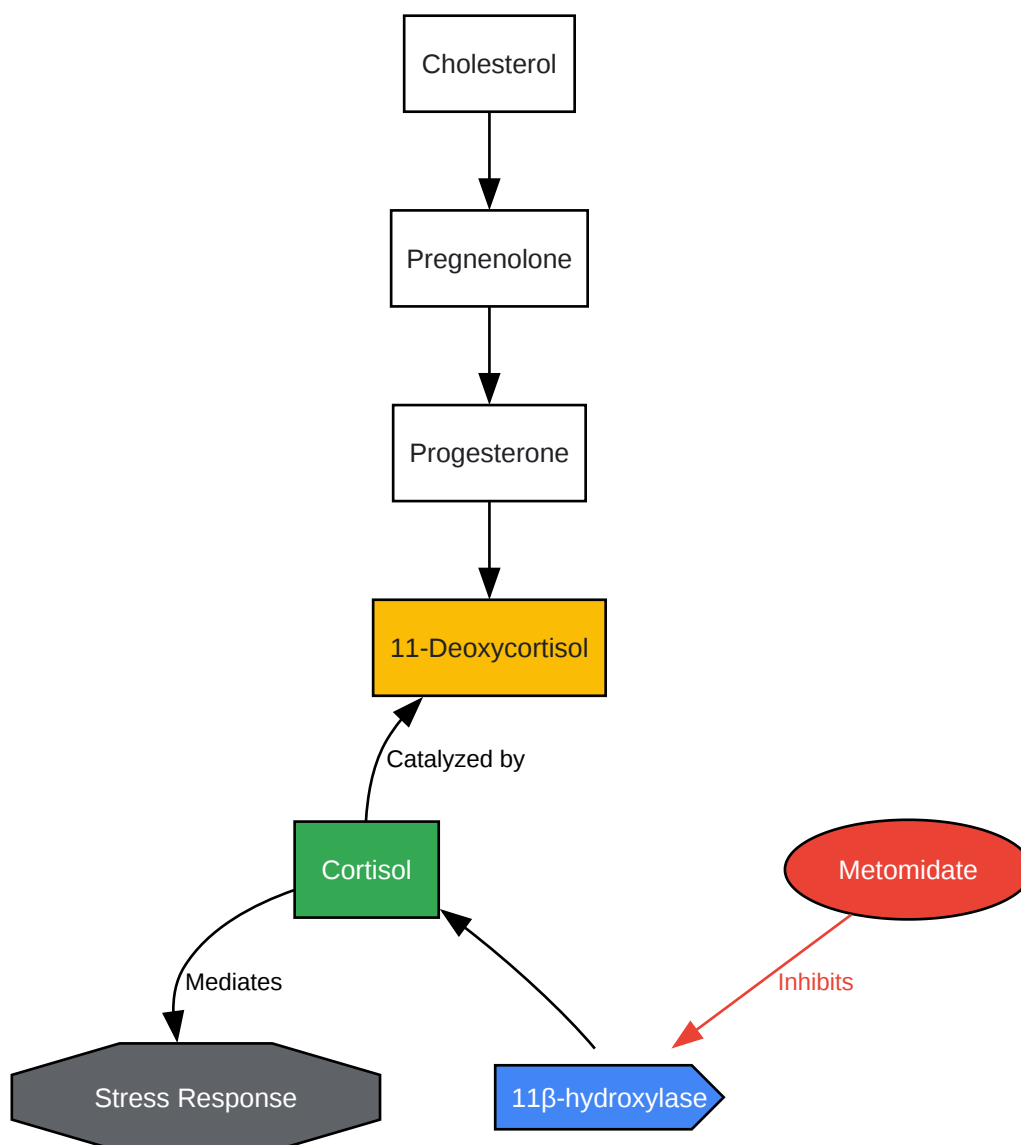 Cholesterol
Pregnenolone
Progesterone
11-Deoxycortisol
Catalyzed by
Cortisol
Metomidate
Mediates
Inhibits
Stress Response
11β-hydroxylase